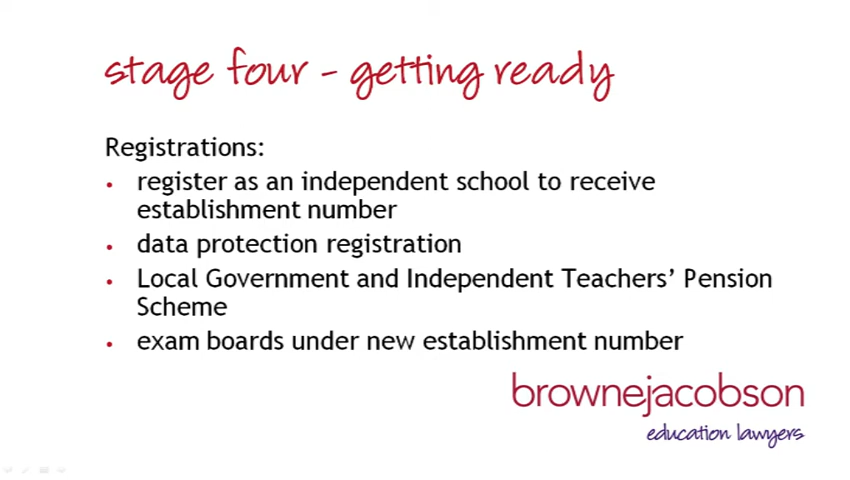 stage four - getting ready
Registrations:
• register as an independent school to receive
establishment number
• data protection registration
• Local Government and Independent Teachers’ Pension
Scheme
• exam boards under new establishment number
brownejacobson
education lawyers